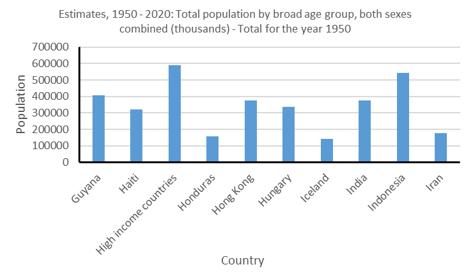 Estimates, 1950 - 2020: Total population by broad age group, both sexes
combined (thousands) - Total for the year 1950
Population
700000
600000
500000
400000
300000
200000
100000
0
Guyana
Haiti
High income countries
Honduras
Hong Kong
Hungary
Iceland
India
Indonesia
Iran
Country